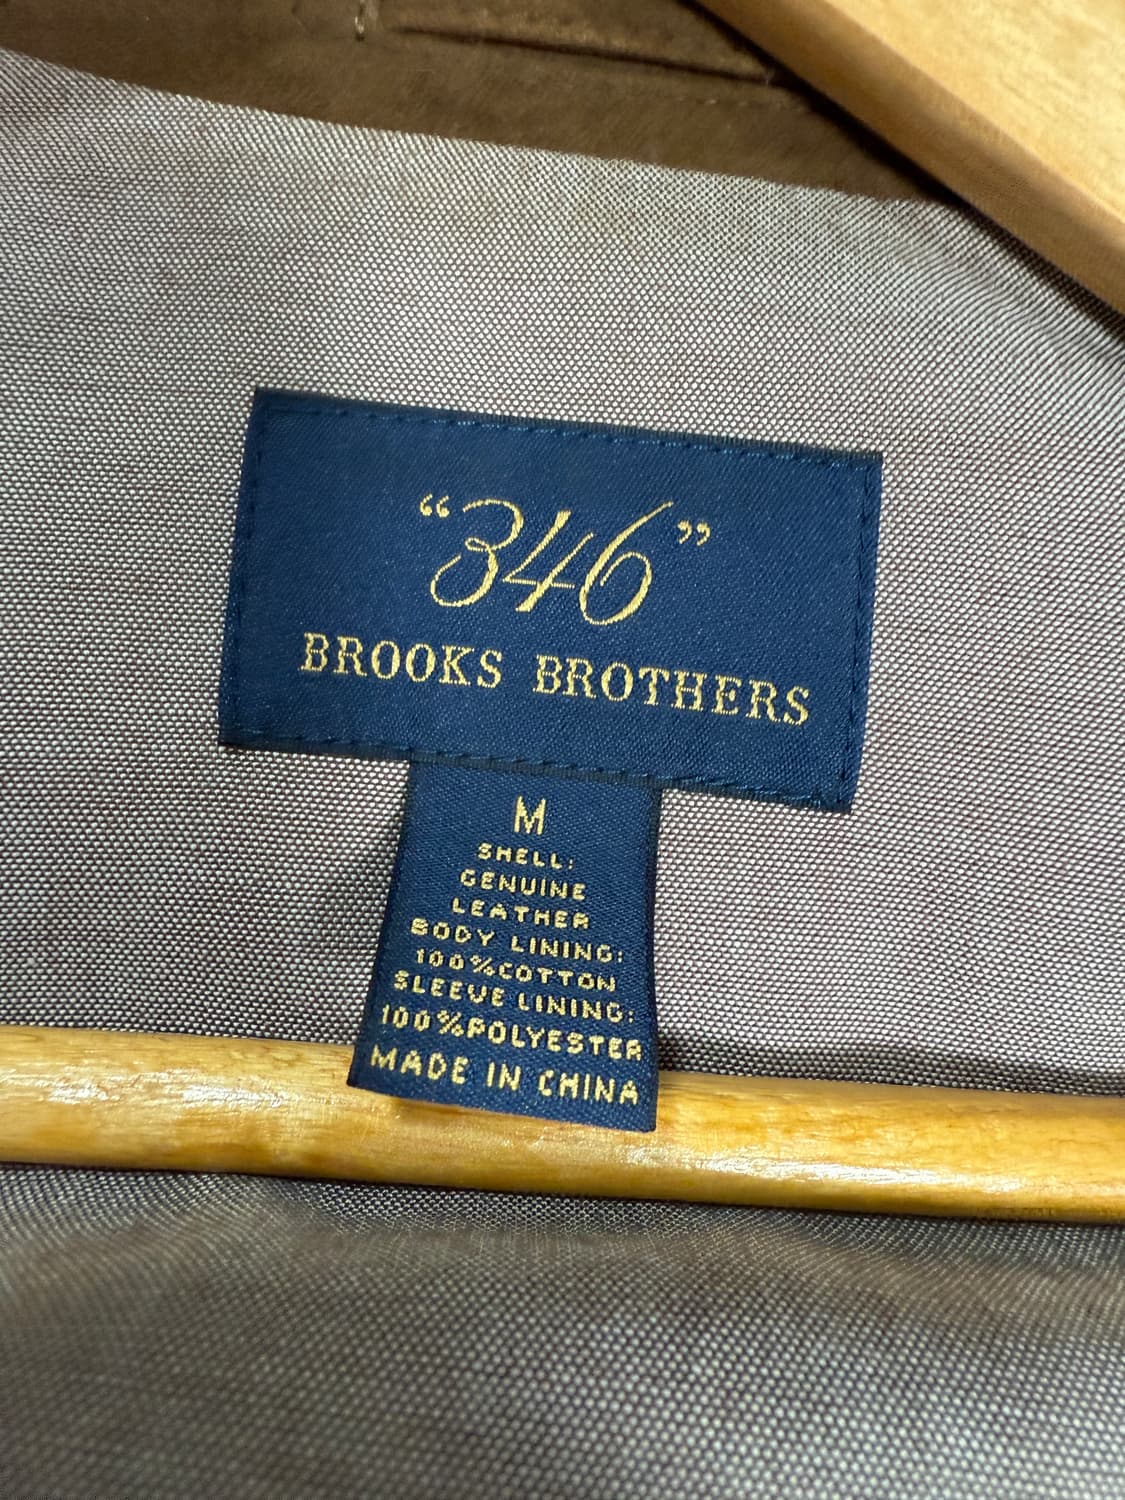 “346”
BROOKS BROTHERS
M
SHELL:
GENUINE
LEATHER
BODY LINING:
100%COTTON
SLEEVE LINING:
100%POLYESTER
MADE IN CHINA